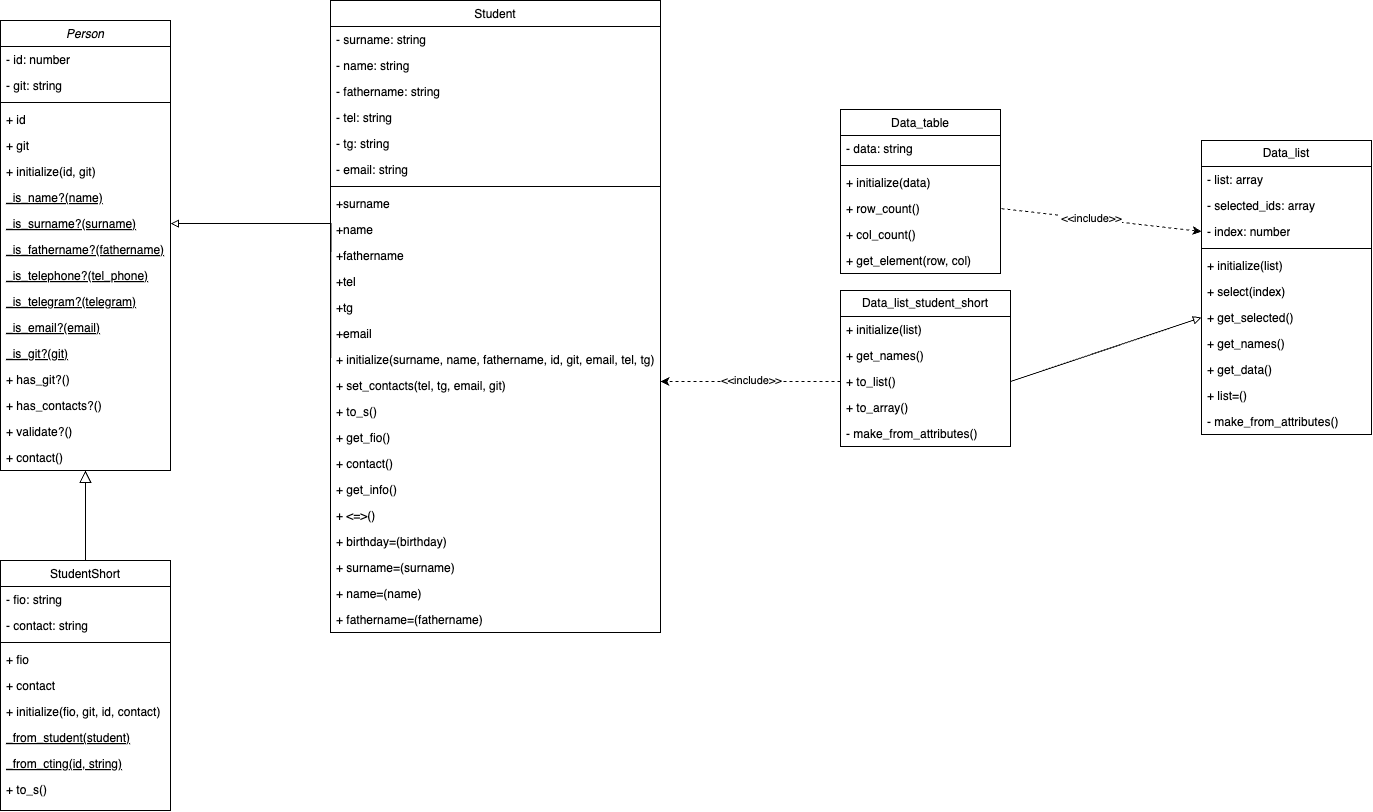 Person
- id: number
- git: string
+ id
+ git
+ initialize(id, git)
_is_name?(name)
_is_surname?(surname)
_is_fathername?(fathername)
_is_telephone?(tel_phone)
_is_telegram?(telegram)
_is_email?(email)
_is_git?(git)
+ has_git?()
+ has_contacts?()
+ validate?()
+ contact()
StudentShort
- fio: string
- contact: string
+ fio
+ contact
+ initialize(fio, git, id, contact)
_from_student(student)
_from_cting(id, string)
+ to_s()
Student
- surname: string
- name: string
- fathername: string
- tel: string
- tg: string
- email: string
+surname
+name
+fathername
+tel
+tg
+email
+ initialize(surname, name, fathername, id, git, email, tel, tg)
+ set_contacts(tel, tg, email, git)
+ to_s()
+ get_fio()
+ contact()
+ get_info()
+ <=>()
+ birthday=(birthday)
+ surname=(surname)
+ name=(name)
+ fathername=(fathername)
Data_table
- data: string
+ initialize(data)
+ row_count()
+ col_count()
+ get_element(row, col)
<<include>>
Data_list_student_short
+ initialize(list)
+ get_names()
+ to_list()
+ to_array()
- make_from_attributes()
<<include>>
Data_list
- list: array
- selected_ids: array
- index: number
+ initialize(list)
+ select(index)
+ get_selected()
+ get_names()
+ get_data()
+ list=()
- make_from_attributes()